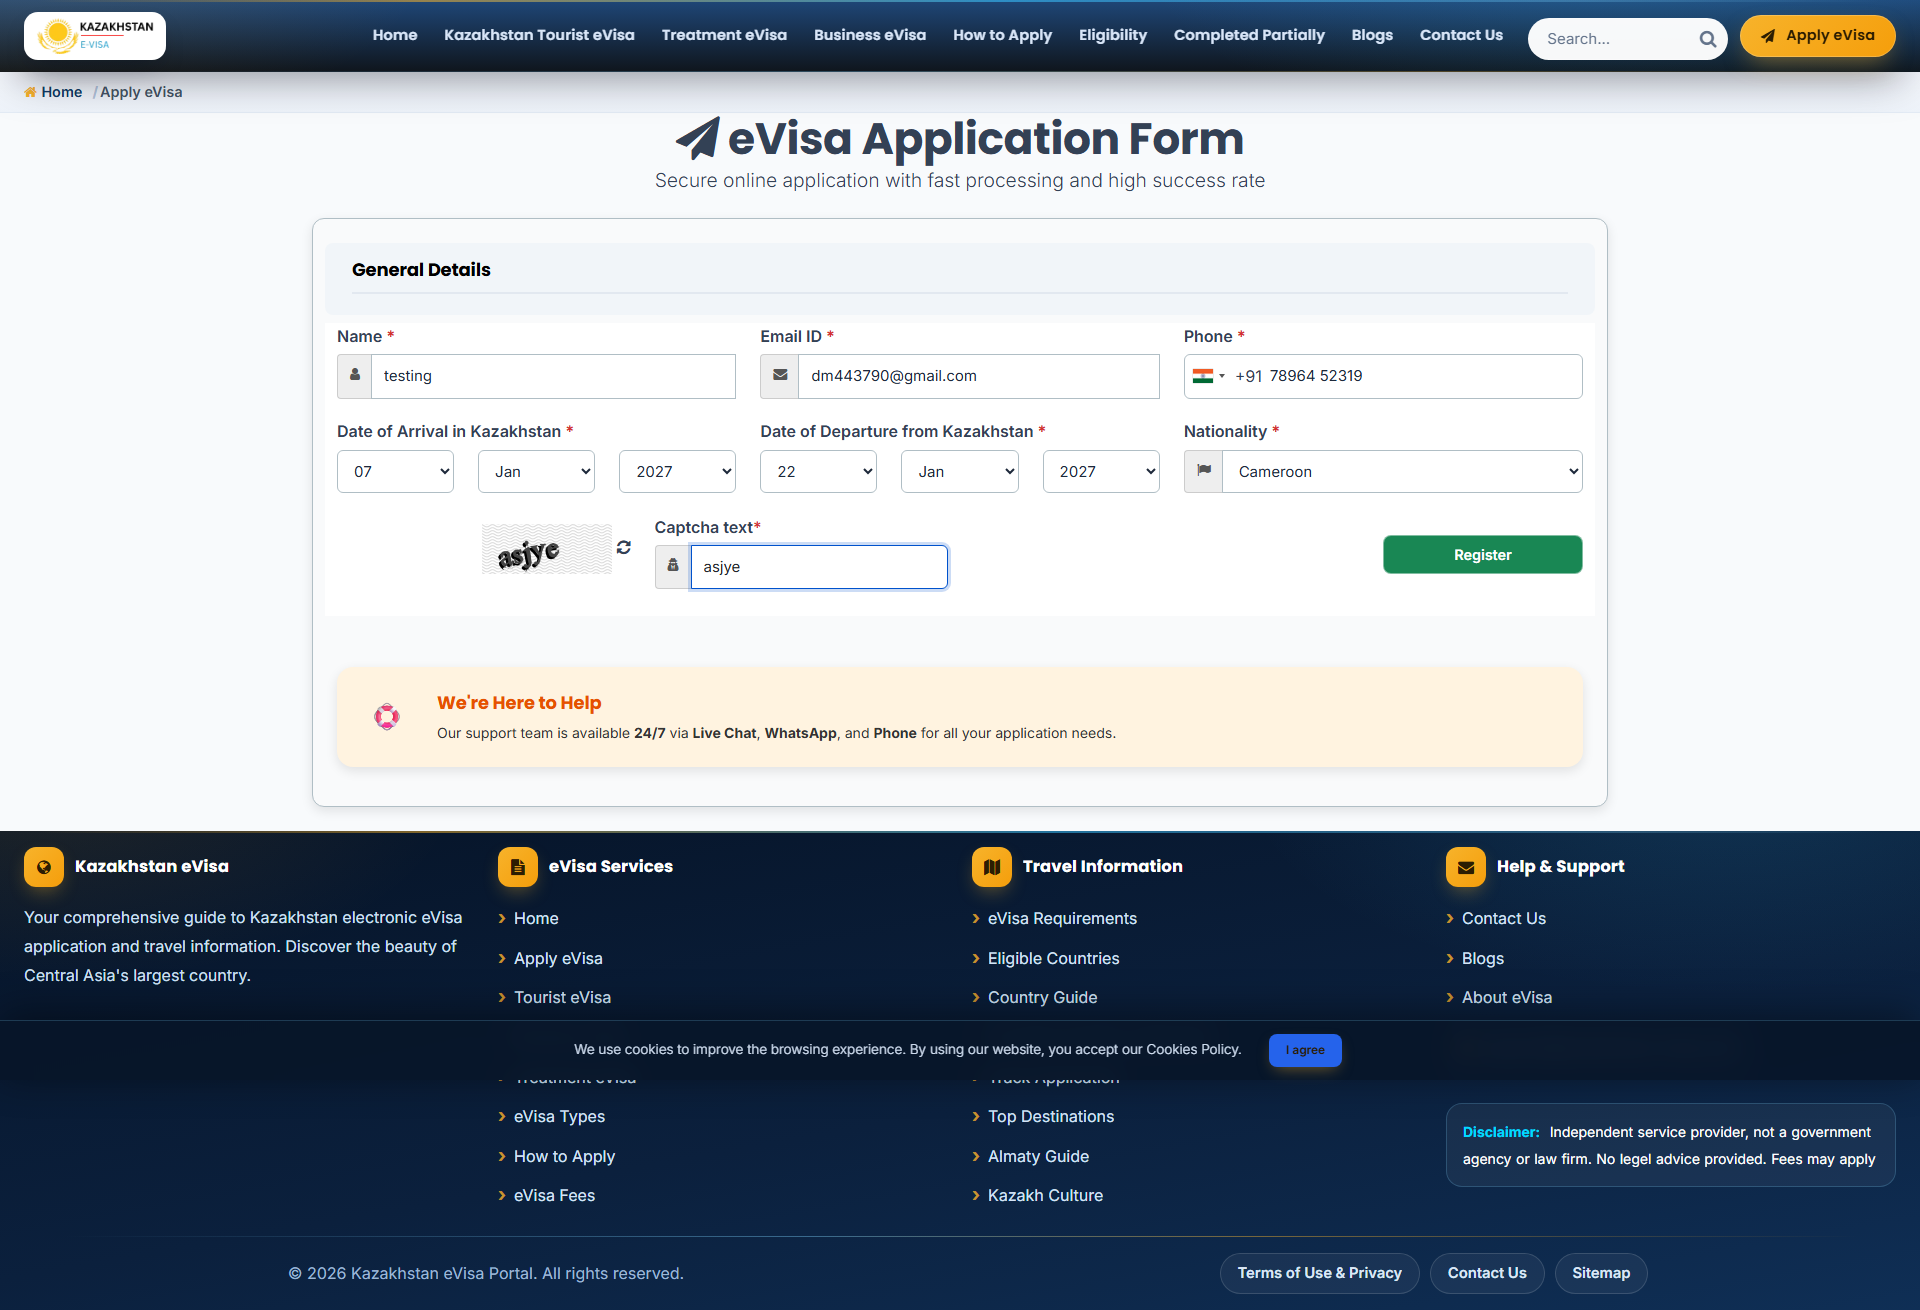 KAZAKHSTAN
E-VISA
Home
Kazakhstan Tourist eVisa
Treatment eVisa
Business eVisa
How to Apply
Eligibility
Completed Partially
Blogs
Contact Us
Search...
Apply eVisa
Home / Apply eVisa
eVisa Application Form
Secure online application with fast processing and high success rate
General Details
Name *
Email ID *
Phone *
testing
dm443790@gmail.com
+91 78964 52319
Date of Arrival in Kazakhstan *
Date of Departure from Kazakhstan *
Nationality *
07
Jan
2027
22
Jan
2027
Cameroon
asjye
Captcha text*
asjye
Register
We're Here to Help
Our support team is available 24/7 via Live Chat, WhatsApp, and Phone for all your application needs.
Kazakhstan eVisa
Your comprehensive guide to Kazakhstan electronic eVisa
application and travel information. Discover the beauty of
Central Asia's largest country.
eVisa Services
Home
Apply eVisa
Tourist eVisa
Treatment eVisa
eVisa Types
How to Apply
eVisa Fees
Travel Information
eVisa Requirements
Eligible Countries
Country Guide
Track Application
Top Destinations
Almaty Guide
Kazakh Culture
Help & Support
Contact Us
Blogs
About eVisa
We use cookies to improve the browsing experience. By using our website, you accept our Cookies Policy.
I agree
Disclaimer: Independent service provider, not a government
agency or law firm. No legel advice provided. Fees may apply
© 2026 Kazakhstan eVisa Portal. All rights reserved.
Terms of Use & Privacy
Contact Us
Sitemap